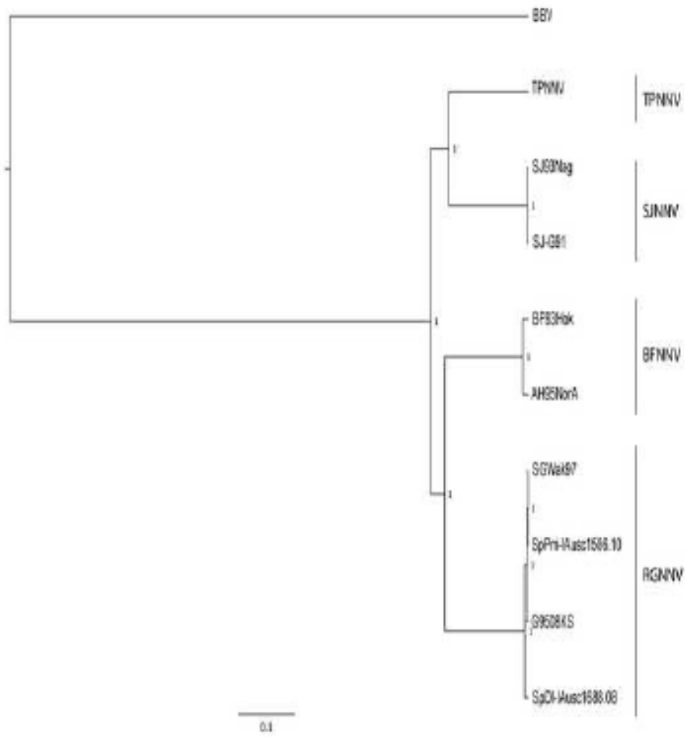 BBV
TPNNV
TPNNV
SJ93Nag
SJNNV
SJ-G91
BF93Hok
BFNNV
AH95NorA
SGWak97
SpPm-IAusc1586.10
RGNNV
G9508KS
SpDl-IAusc1688.08
0.1